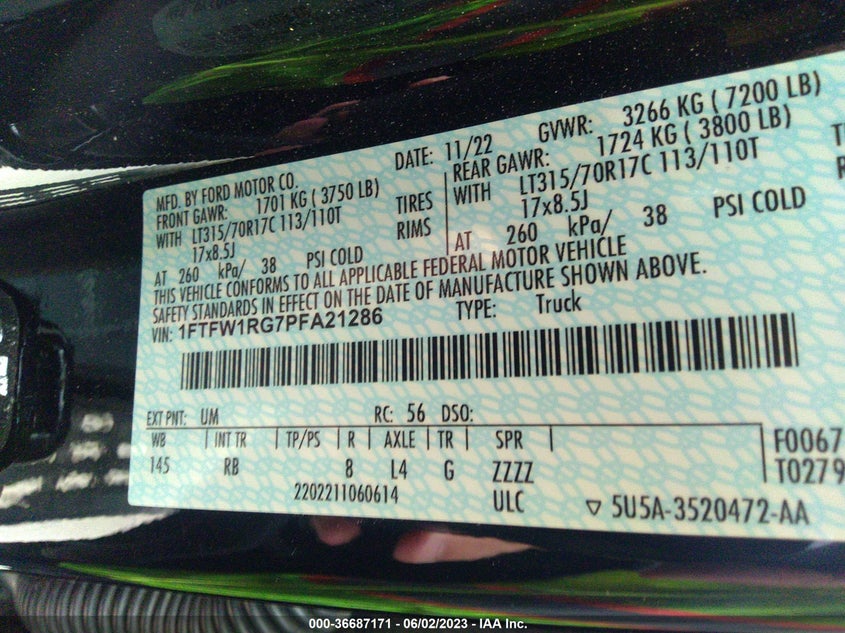 MFD. BY FORD MOTOR CO.
DATE: 11/22
GVWR: 3266 KG ( 7200 LB)
FRONT GAWR: 1701 KG ( 3750 LB)
REAR GAWR: 1724 KG ( 3800 LB)
WITH LT315/70R17C 113/110T TIRES
WITH LT315/70R17C 113/110T
17x8.5J RIMS
17x8.5J
AT 260 kPa/ 38 PSI COLD
AT 260 kPa/ 38 PSI COLD
THIS VEHICLE CONFORMS TO ALL APPLICABLE FEDERAL MOTOR VEHICLE
SAFETY STANDARDS IN EFFECT ON THE DATE OF MANUFACTURE SHOWN ABOVE.
VIN: 1FTFW1RG7PFA21286 TYPE: Truck
EXT PNT: UM RC: 56 DSO:
WB INT TR TP/PS R AXLE TR SPR
145 RB 8 L4 G ZZZZ
F0067
T0279
2202211060614 ULC
5U5A-3520472-AA
000-36687171 - 06/02/2023 - IAA Inc.